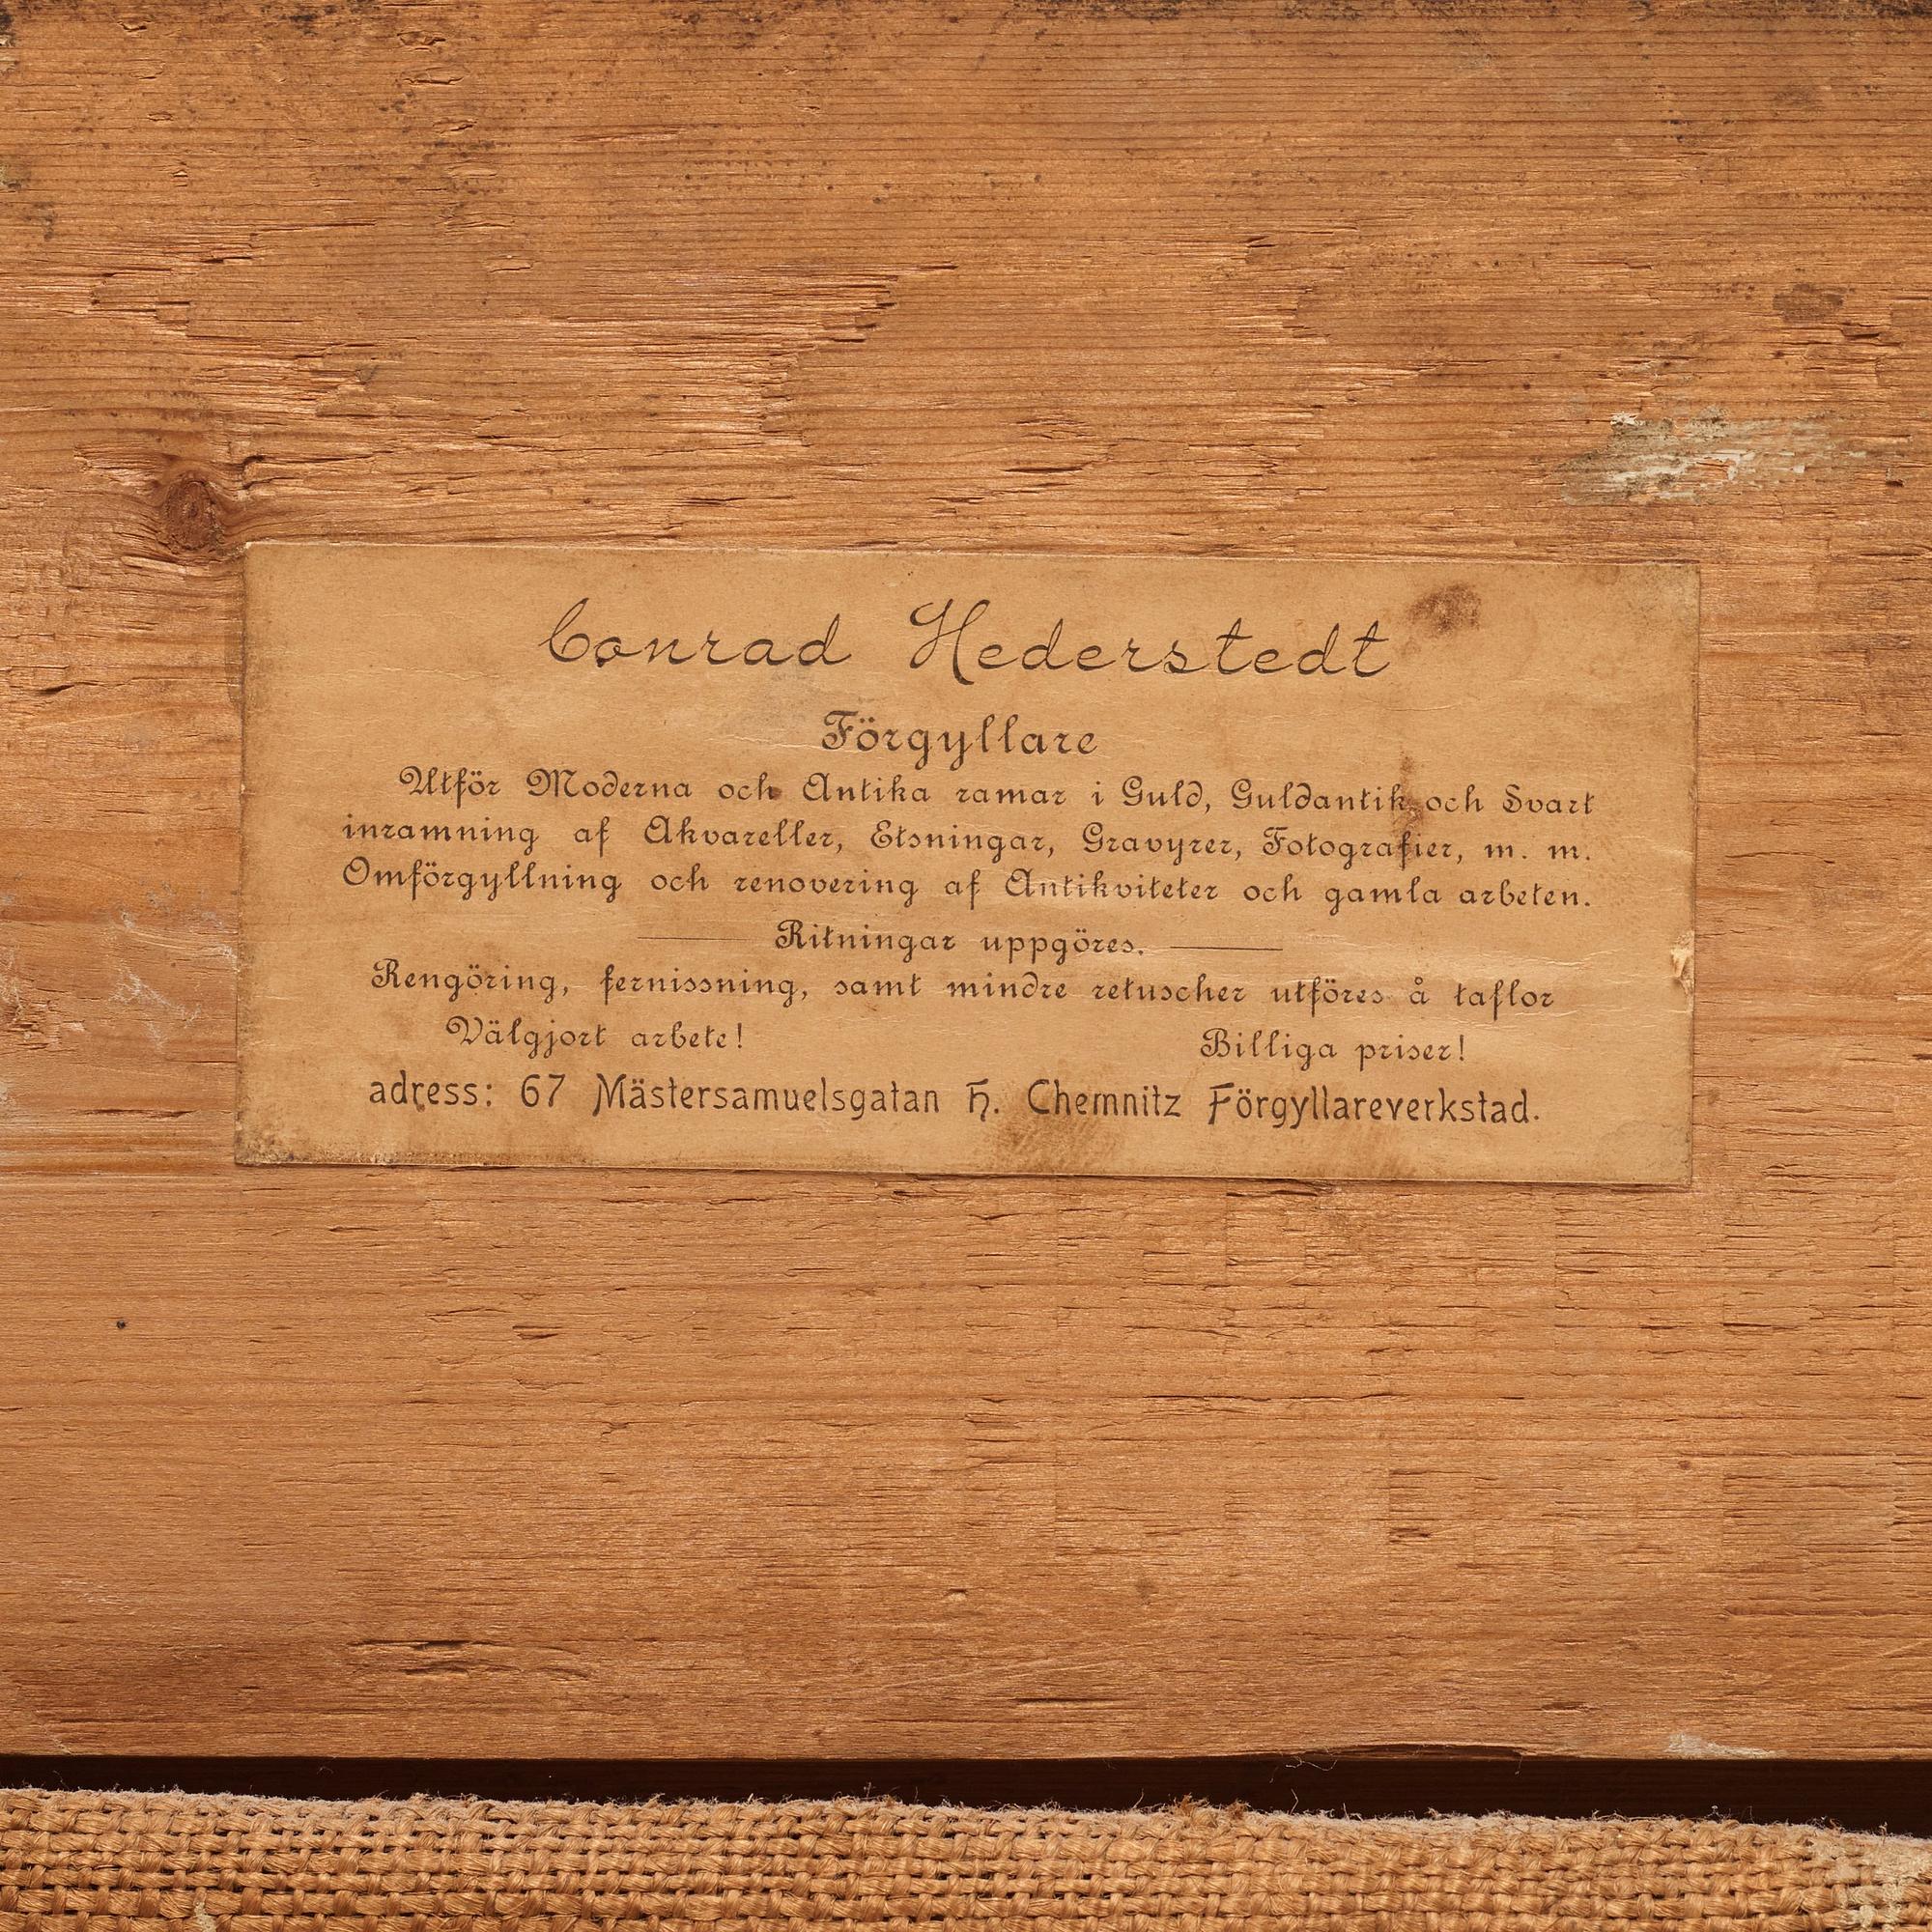 Conrad Hederstedt
Förgyllare
Utför Moderna och Antika ramar i Guld, Guldantik och Svart
inramning af Akvareller, Etsningar, Gravyrer, Fotografier, m. m.
Omförgyllning och renovering af Antikviteter och gamla arbeten.
Ritningar uppgöres.
Rengöring, fernissning, samt mindre retuscher utföres å taflor
Välgjort arbete! Billiga priser!
adress: 67 Mästersamuelsgatan H. Chemnitz Förgyllareverkstad.